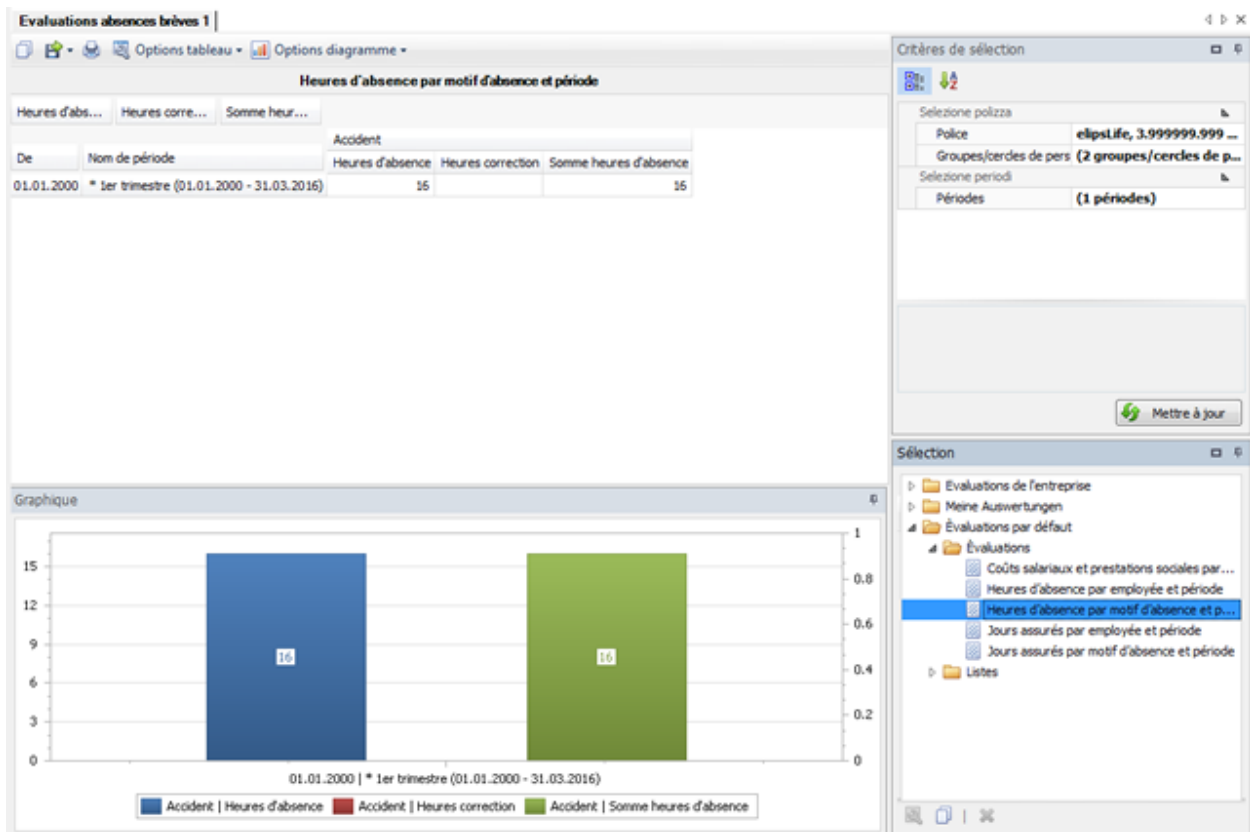 Evaluations absences brèves 1
Options tableau
Options diagramme
Heures d'absence par motif d'absence et période
Heures d'abs... Heures corre... Somme heur...
Accident
De Nom de période Heures d'absence Heures correction Somme heures d'absence
01.01.2000 * 1er trimestre (01.01.2000 - 31.03.2016) 16 16
Critères de sélection
Selezione polizza
Police elipsLife, 3.999999.999 ...
Groupes/cercles de pers (2 groupes/cercles de p...
Selezione periodi
Périodes (1 périodes)
Mettre à jour
Graphique
15
12
9
6
3
0
16
16
1
0.8
0.6
0.4
0.2
0
01.01.2000 | * 1er trimestre (01.01.2000 - 31.03.2016)
Accident | Heures d'absence Accident | Heures correction Accident | Somme heures d'absence
Sélection
Evaluations de l'entreprise
Meine Auswertungen
Èvaluations par défaut
Èvaluations
Coûts salariaux et prestations sociales par...
Heures d'absence par employée et période
Heures d'absence par motif d'absence et p...
Jours assurés par employée et période
Jours assurés par motif d'absence et période
Listes